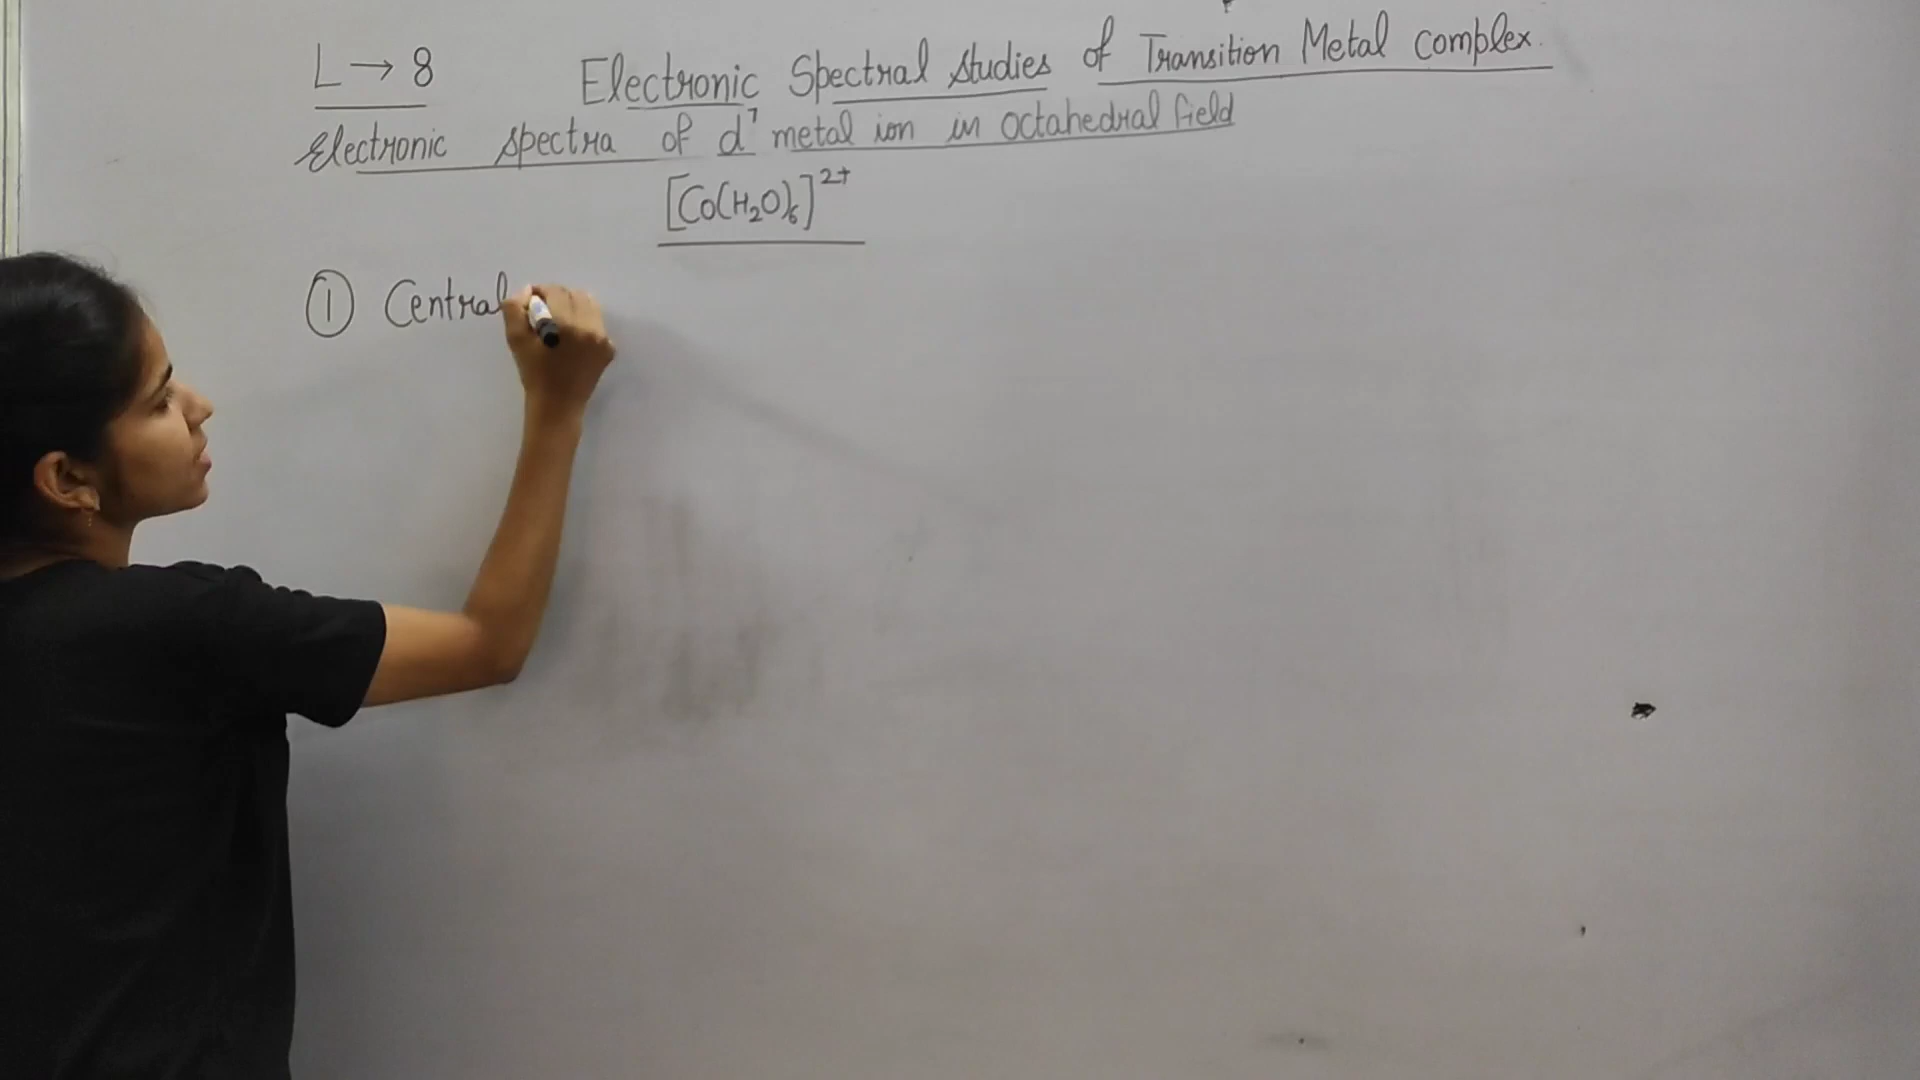 L → 8
Electronic Spectral studies of Transition Metal complex.
Electronic spectra of d⁷ metal ion in octahedral field
[Co(H₂O)₆]²⁺
① Central